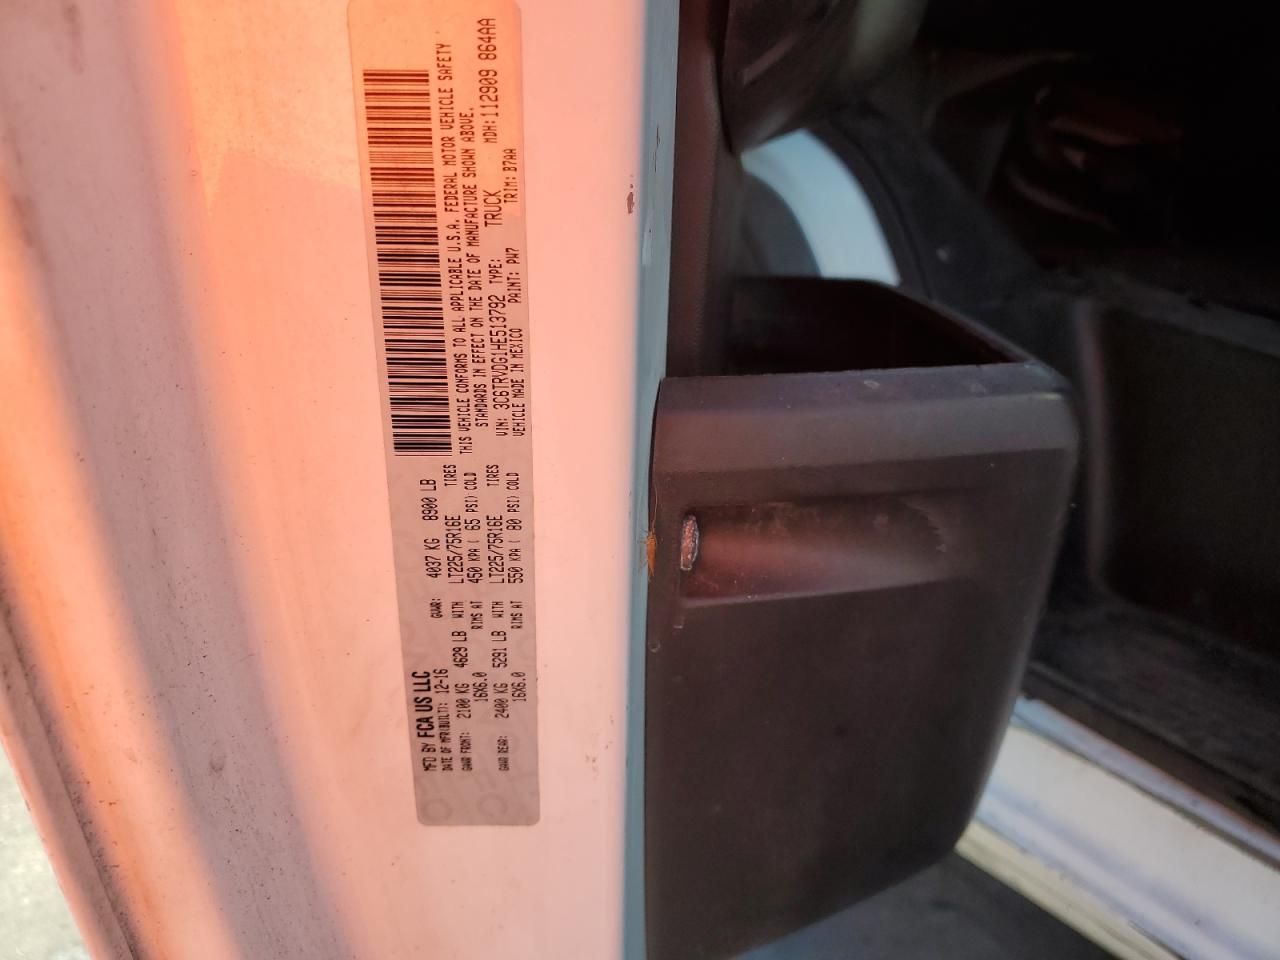 MFD BY FCA US LLC
DATE OF MFR(BUILT): 12-16 GVWR: 4037 KG 8900 LB
GAWR FRONT: 2100 KG 4629 LB WITH LT225/75R16E TIRES
16X6.0 RIMS AT 450 KPA ( 65 PSI) COLD
GAWR REAR: 2400 KG 5291 LB WITH LT225/75R16E TIRES
16X6.0 RIMS AT 550 KPA ( 80 PSI) COLD
THIS VEHICLE CONFORMS TO ALL APPLICABLE U.S.A. FEDERAL MOTOR VEHICLE SAFETY
STANDARDS IN EFFECT ON THE DATE OF MANUFACTURE SHOWN ABOVE.
VIN: 3C6TRVDG1HE513792 TYPE: TRUCK MDH: 112909 864AA
VEHICLE MADE IN MEXICO PAINT: PW7 TRIM: B7AA